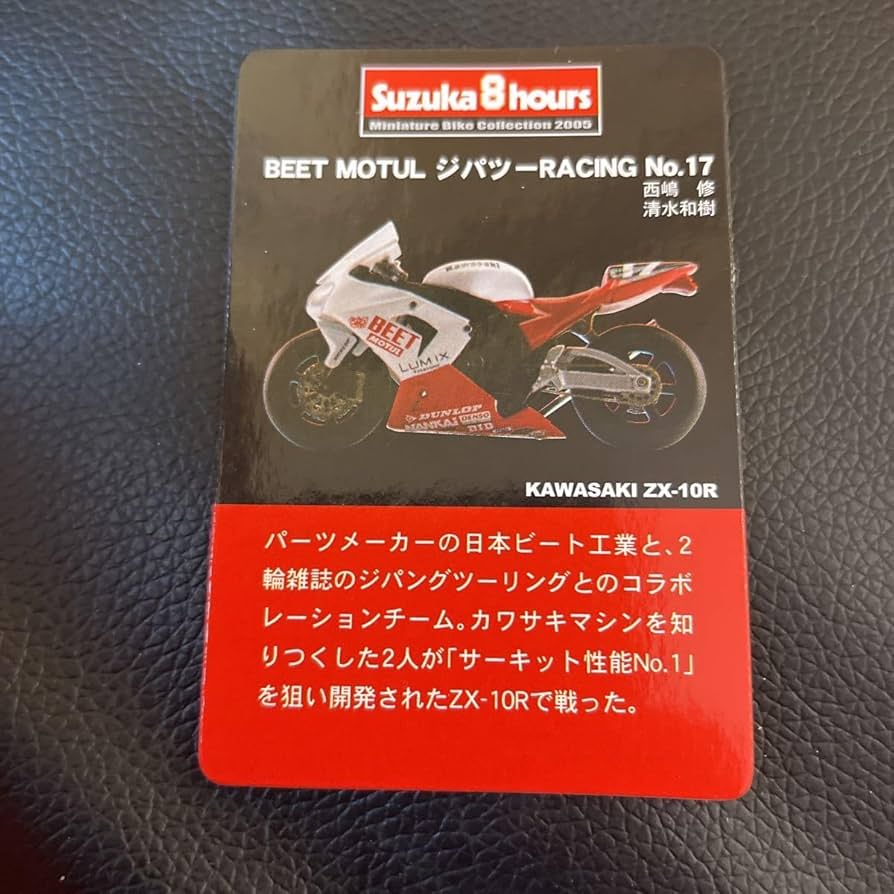 Suzuka 8 hours
Miniature Bike Collection 2005
BEET MOTUL ジパツーRACING No.17
西嶋　修
清水和樹
Kawasaki
BEET
MOTUL
LUMIX
DUNLOP
NANKAI DENSO
D.I.D
KAWASAKI ZX-10R
パーツメーカーの日本ビート工業と、2
輪雑誌のジパングツーリングとのコラボ
レーションチーム。カワサキマシンを知
りつくした2人が「サーキット性能No.1」
を狙い開発されたZX-10Rで戦った。